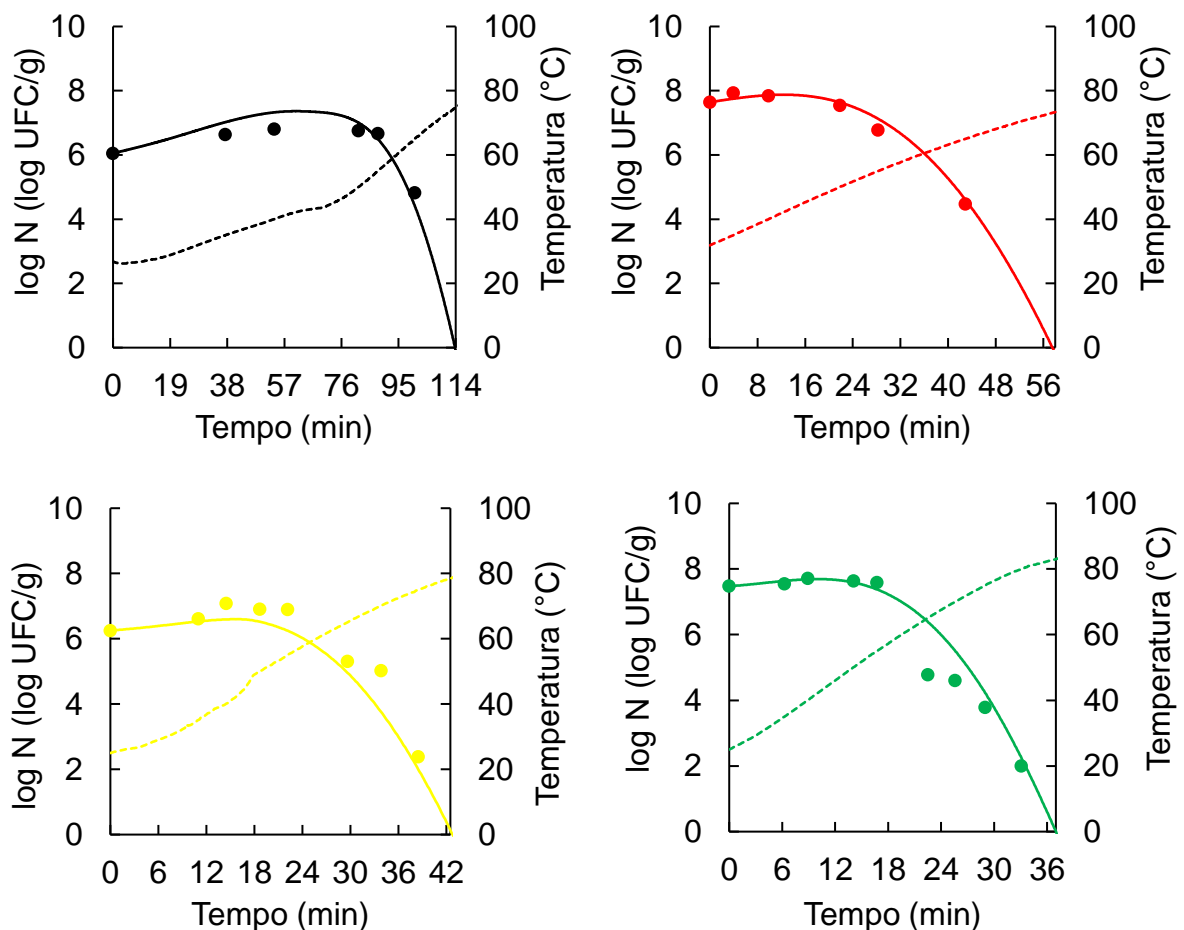 10 100
8 80
6 60
4 40
2 20
0 0
0 19 38 57 76 95 114
Tempo (min)
log N (log UFC/g)
Temperatura (°C)
10 100
8 80
6 60
4 40
2 20
0 0
0 8 16 24 32 40 48 56
Tempo (min)
log N (log UFC/g)
Temperatura (°C)
10 100
8 80
6 60
4 40
2 20
0 0
0 6 12 18 24 30 36 42
Tempo (min)
log N (log UFC/g)
Temperatura (°C)
10 100
8 80
6 60
4 40
2 20
0 0
0 6 12 18 24 30 36
Tempo (min)
log N (log UFC/g)
Temperatura (°C)